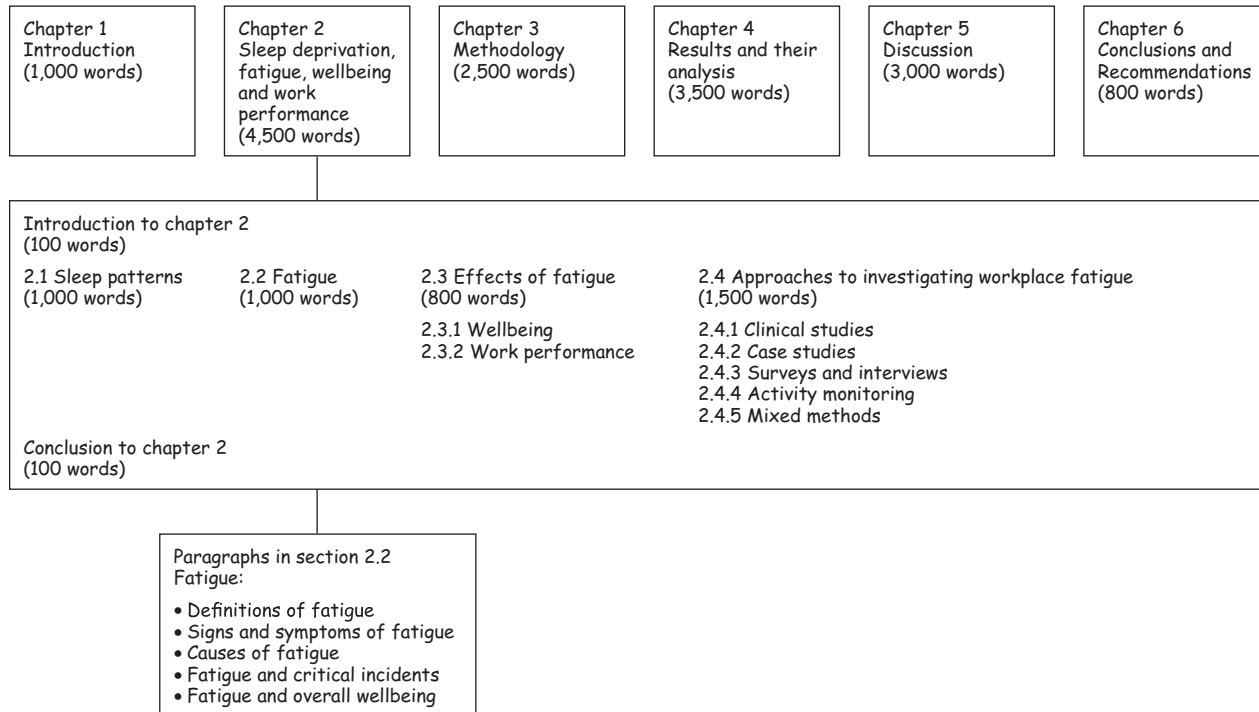 Chapter 1
Introduction
(1,000 words)
Chapter 2
Sleep deprivation,
fatigue, wellbeing
and work
performance
(4,500 words)
Chapter 3
Methodology
(2,500 words)
Chapter 4
Results and their
analysis
(3,500 words)
Chapter 5
Discussion
(3,000 words)
Chapter 6
Conclusions and
Recommendations
(800 words)
Introduction to chapter 2
(100 words)
2.1 Sleep patterns
(1,000 words)
2.2 Fatigue
(1,000 words)
2.3 Effects of fatigue
(800 words)
2.3.1 Wellbeing
2.3.2 Work performance
2.4 Approaches to investigating workplace fatigue
(1,500 words)
2.4.1 Clinical studies
2.4.2 Case studies
2.4.3 Surveys and interviews
2.4.4 Activity monitoring
2.4.5 Mixed methods
Conclusion to chapter 2
(100 words)
Paragraphs in section 2.2
Fatigue:
• Definitions of fatigue
• Signs and symptoms of fatigue
• Causes of fatigue
• Fatigue and critical incidents
• Fatigue and overall wellbeing